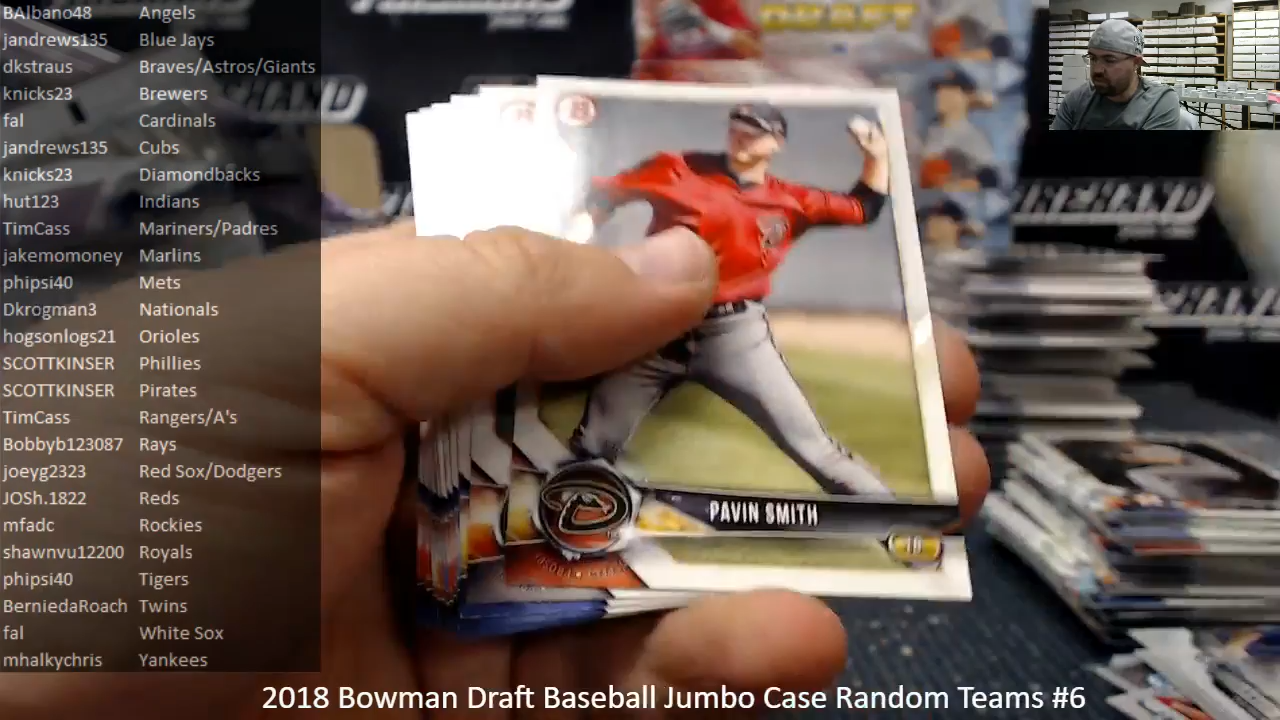 BAlbano48 Angels
jandrews135 Blue Jays
dkstraus Braves/Astros/Giants
knicks23 Brewers
fal Cardinals
jandrews135 Cubs
knicks23 Diamondbacks
hut123 Indians
TimCass Mariners/Padres
jakemomoney Marlins
phipsi40 Mets
Dkrogman3 Nationals
hogsonlogs21 Orioles
SCOTTKINSER Phillies
SCOTTKINSER Pirates
TimCass Rangers/A's
Bobbyb123087 Rays
joeyg2323 Red Sox/Dodgers
JOSh.1822 Reds
mfadc Rockies
shawnvu12200 Royals
phipsi40 Tigers
BerniedaRoach Twins
fal White Sox
mhalkychris Yankees
DRAFT
B
PAVIN SMITH
2018 Bowman Draft Baseball Jumbo Case Random Teams #6